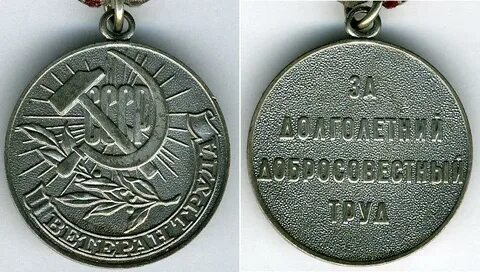 СССР
ВЕТЕРАН ТРУДА
ЗА
ДОЛГОЛЕТНИЙ
ДОБРОСОВЕСТНЫЙ
ТРУД